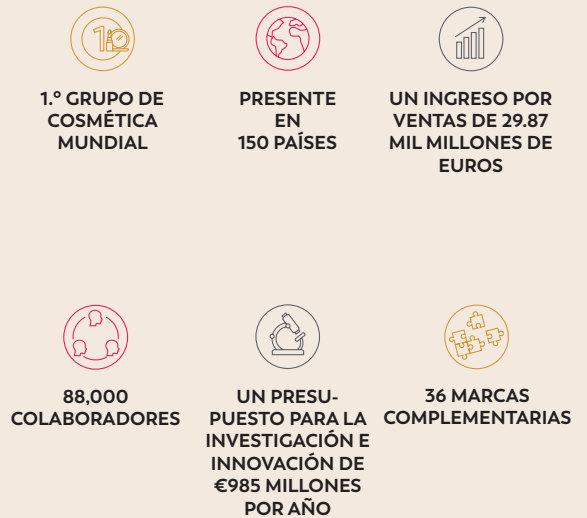 1
1.º GRUPO DE
COSMÉTICA
MUNDIAL
PRESENTE
EN
150 PAÍSES
UN INGRESO POR
VENTAS DE 29.87
MIL MILLONES DE
EUROS
88,000
COLABORADORES
UN PRESU-
PUESTO PARA LA
INVESTIGACIÓN E
INNOVACIÓN DE
€985 MILLONES
POR AÑO
36 MARCAS
COMPLEMENTARIAS